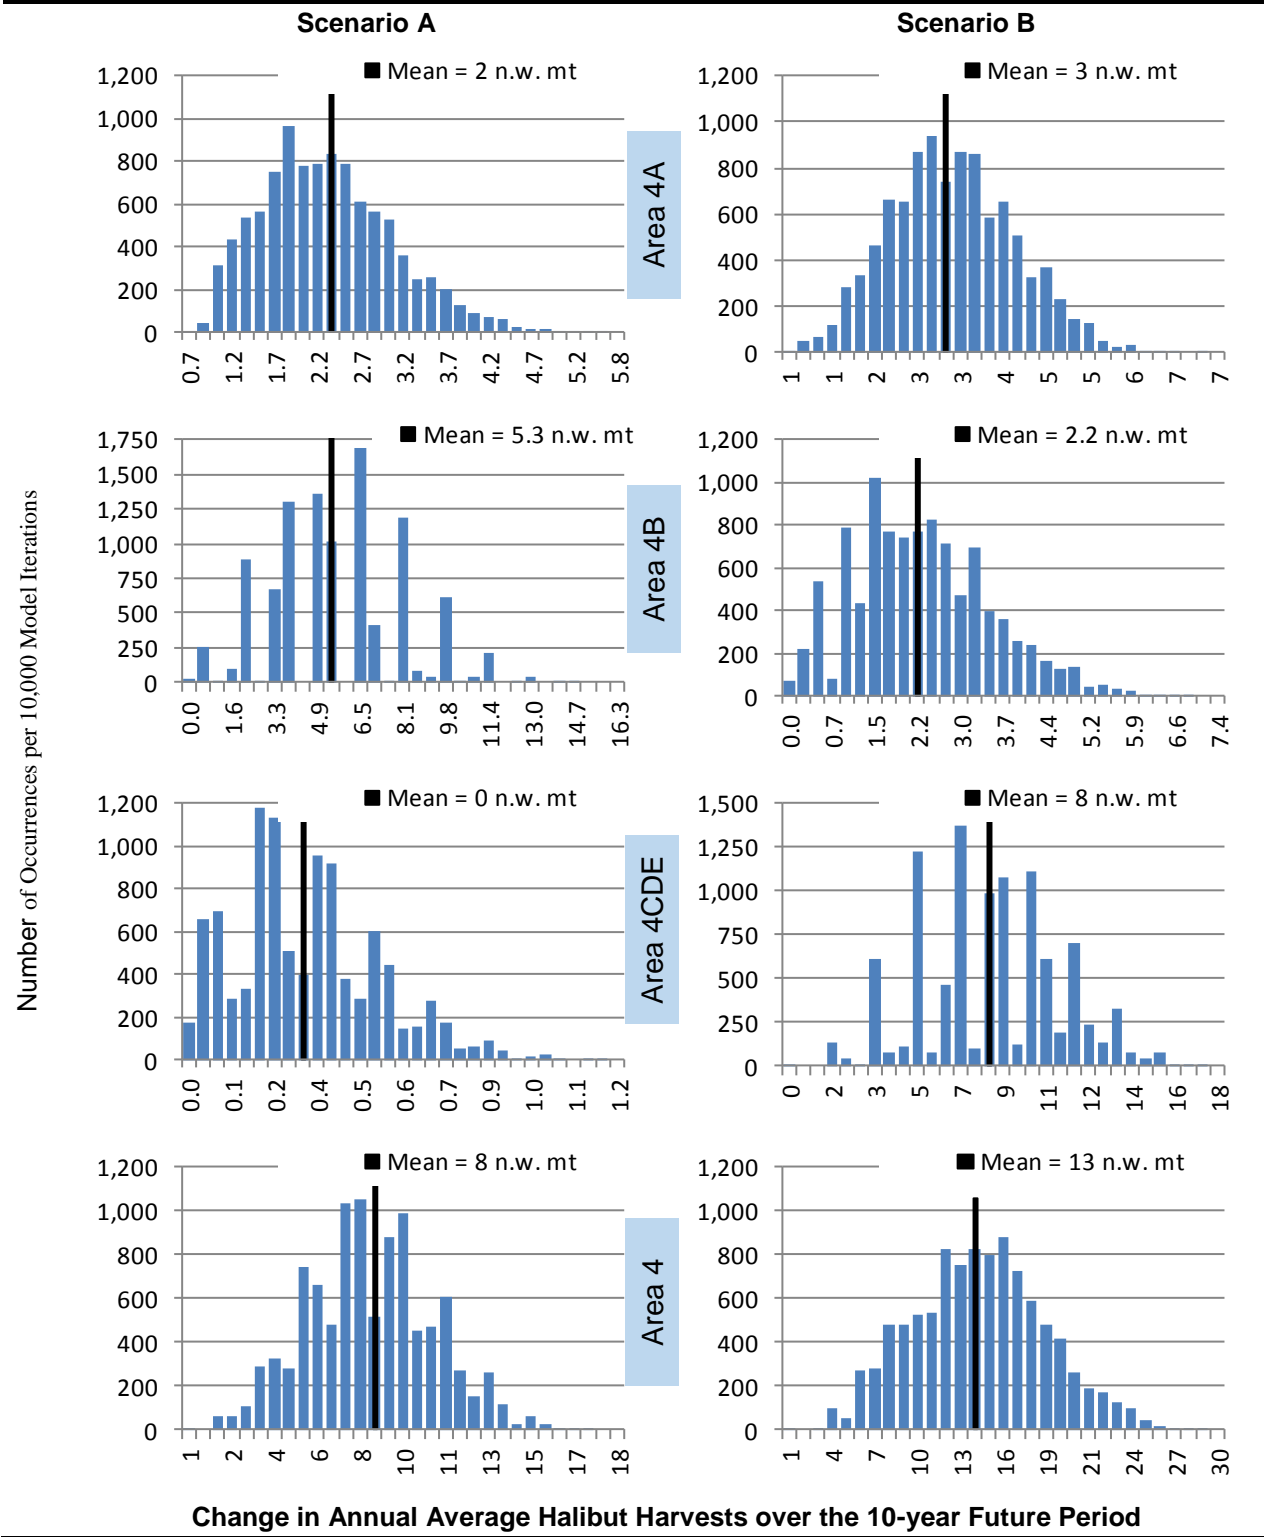 Scenario A
Scenario B
Number of Occurrences per 10,000 Model Iterations
Mean = 2 n.w. mt
1,200
1,000
800
600
400
200
0
0.7 1.2 1.7 2.2 2.7 3.2 3.7 4.2 4.7 5.2 5.8
Area 4A
Mean = 3 n.w. mt
1,200
1,000
800
600
400
200
0
1 1 2 3 3 4 5 5 6 7 7
Mean = 5.3 n.w. mt
1,750
1,500
1,250
1,000
750
500
250
0
0.0 1.6 3.3 4.9 6.5 8.1 9.8 11.4 13.0 14.7 16.3
Area 4B
Mean = 2.2 n.w. mt
1,200
1,000
800
600
400
200
0
0.0 0.7 1.5 2.2 3.0 3.7 4.4 5.2 5.9 6.6 7.4
Mean = 0 n.w. mt
1,200
1,000
800
600
400
200
0
0.0 0.1 0.2 0.4 0.5 0.6 0.7 0.9 1.0 1.1 1.2
Area 4CDE
Mean = 8 n.w. mt
1,500
1,250
1,000
750
500
250
0
0 2 3 5 7 9 11 12 14 16 18
Mean = 8 n.w. mt
1,200
1,000
800
600
400
200
0
1 2 4 6 8 10 11 13 15 17 18
Area 4
Mean = 13 n.w. mt
1,200
1,000
800
600
400
200
0
1 4 7 10 13 16 19 21 24 27 30
Change in Annual Average Halibut Harvests over the 10-year Future Period